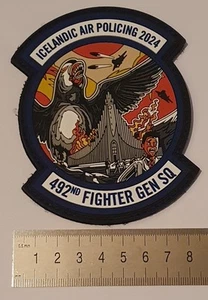 ICELANDIC AIR POLICING 2024
492ND FIGHTER GEN SQ
1 2 3 4 5 6 7 8